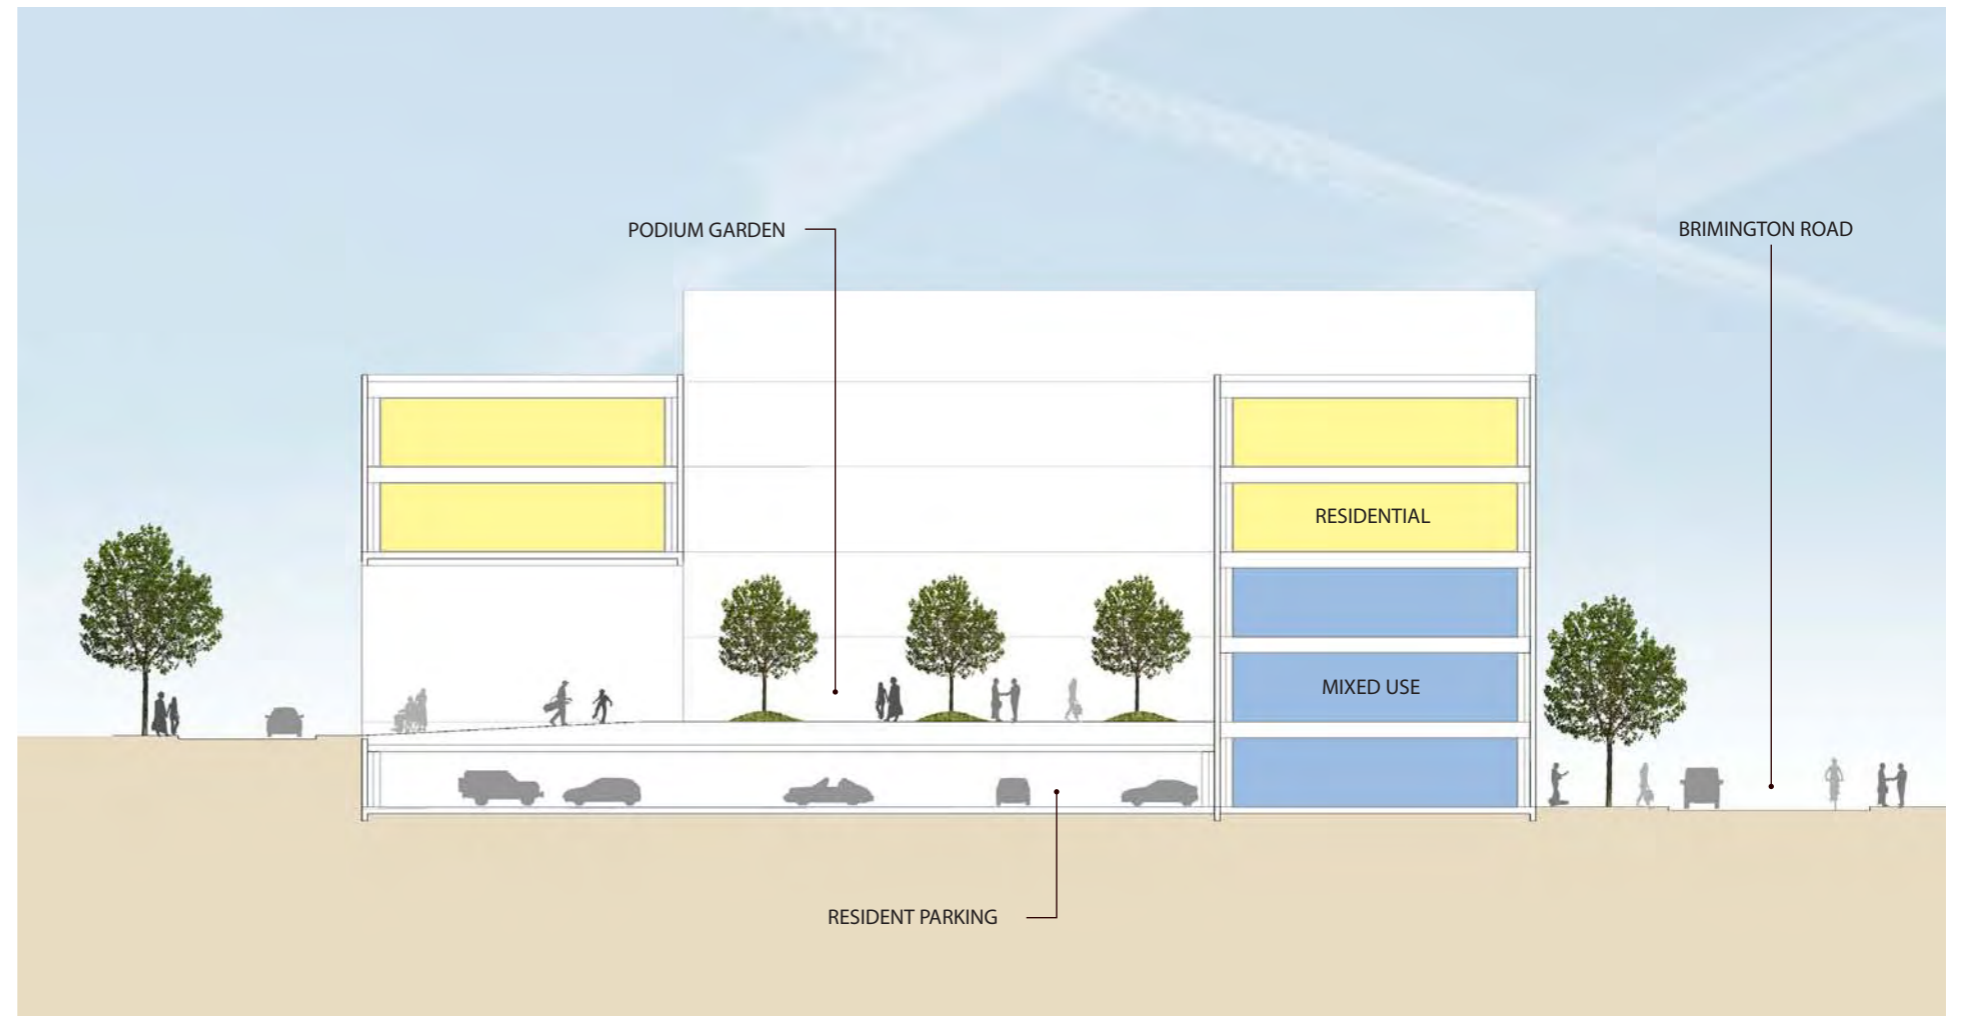 PODIUM GARDEN
BRIMINGTON ROAD
RESIDENTIAL
MIXED USE
RESIDENT PARKING